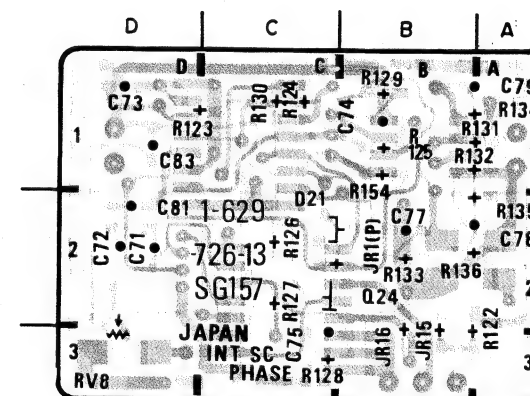 D C B A
D C B A
1
C73
R123
R130
R124
C74
R129
C79
R131
R
125
R132
C83
R154
D21
C81
1-629
C77
R135
2
C72
C71
-726-13
R126
JR1(P)
R133
R136
C78
SG157
R127
Q24
2
JAPAN
C75
JR16
JR15
R122
3
INT SC
PHASE
R128
RV8
3